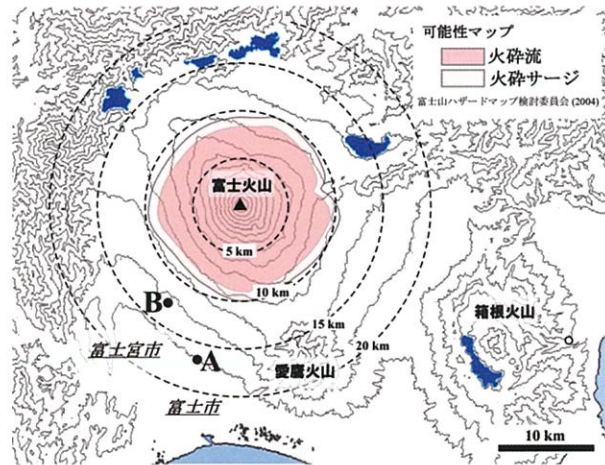 可能性マップ
火砕流
火砕サージ
富士山ハザードマップ検討委員会 (2004)
富士火山
5 km
10 km
15 km
20 km
B
A
富士宮市
富士市
愛鷹火山
箱根火山
10 km